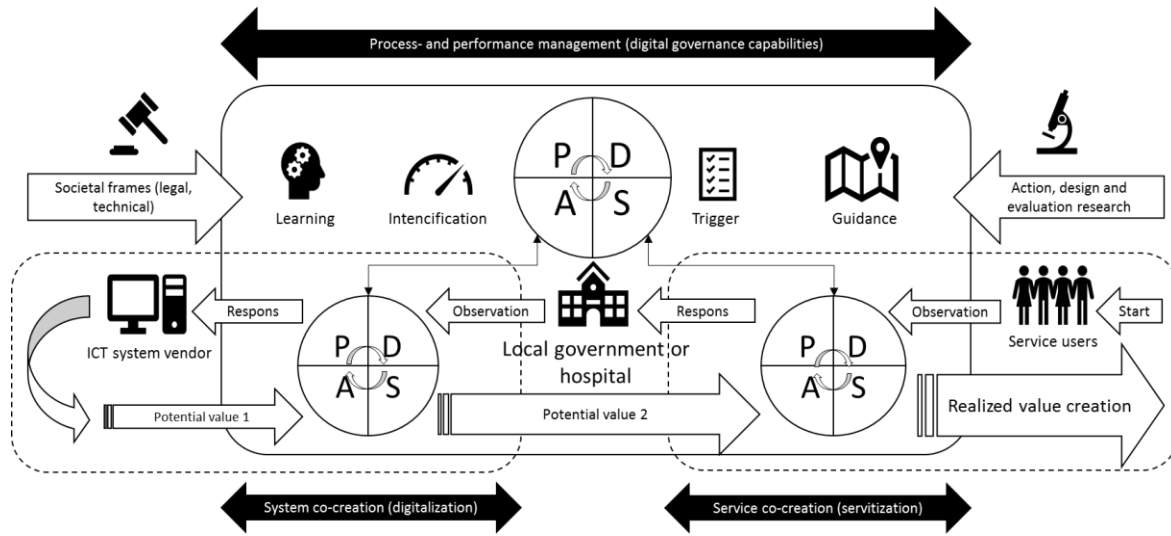 Process- and performance management (digital governance capabilities)
P D
A S
Societal frames (legal,
technical)
Learning
Intencification
Trigger
Guidance
Action, design and
evaluation research
ICT system vendor
Respons
P D
A S
Observation
Local government or
hospital
Respons
P D
A S
Observation
Service users
Start
Potential value 1
Potential value 2
Realized value creation
System co-creation (digitalization)
Service co-creation (servitization)